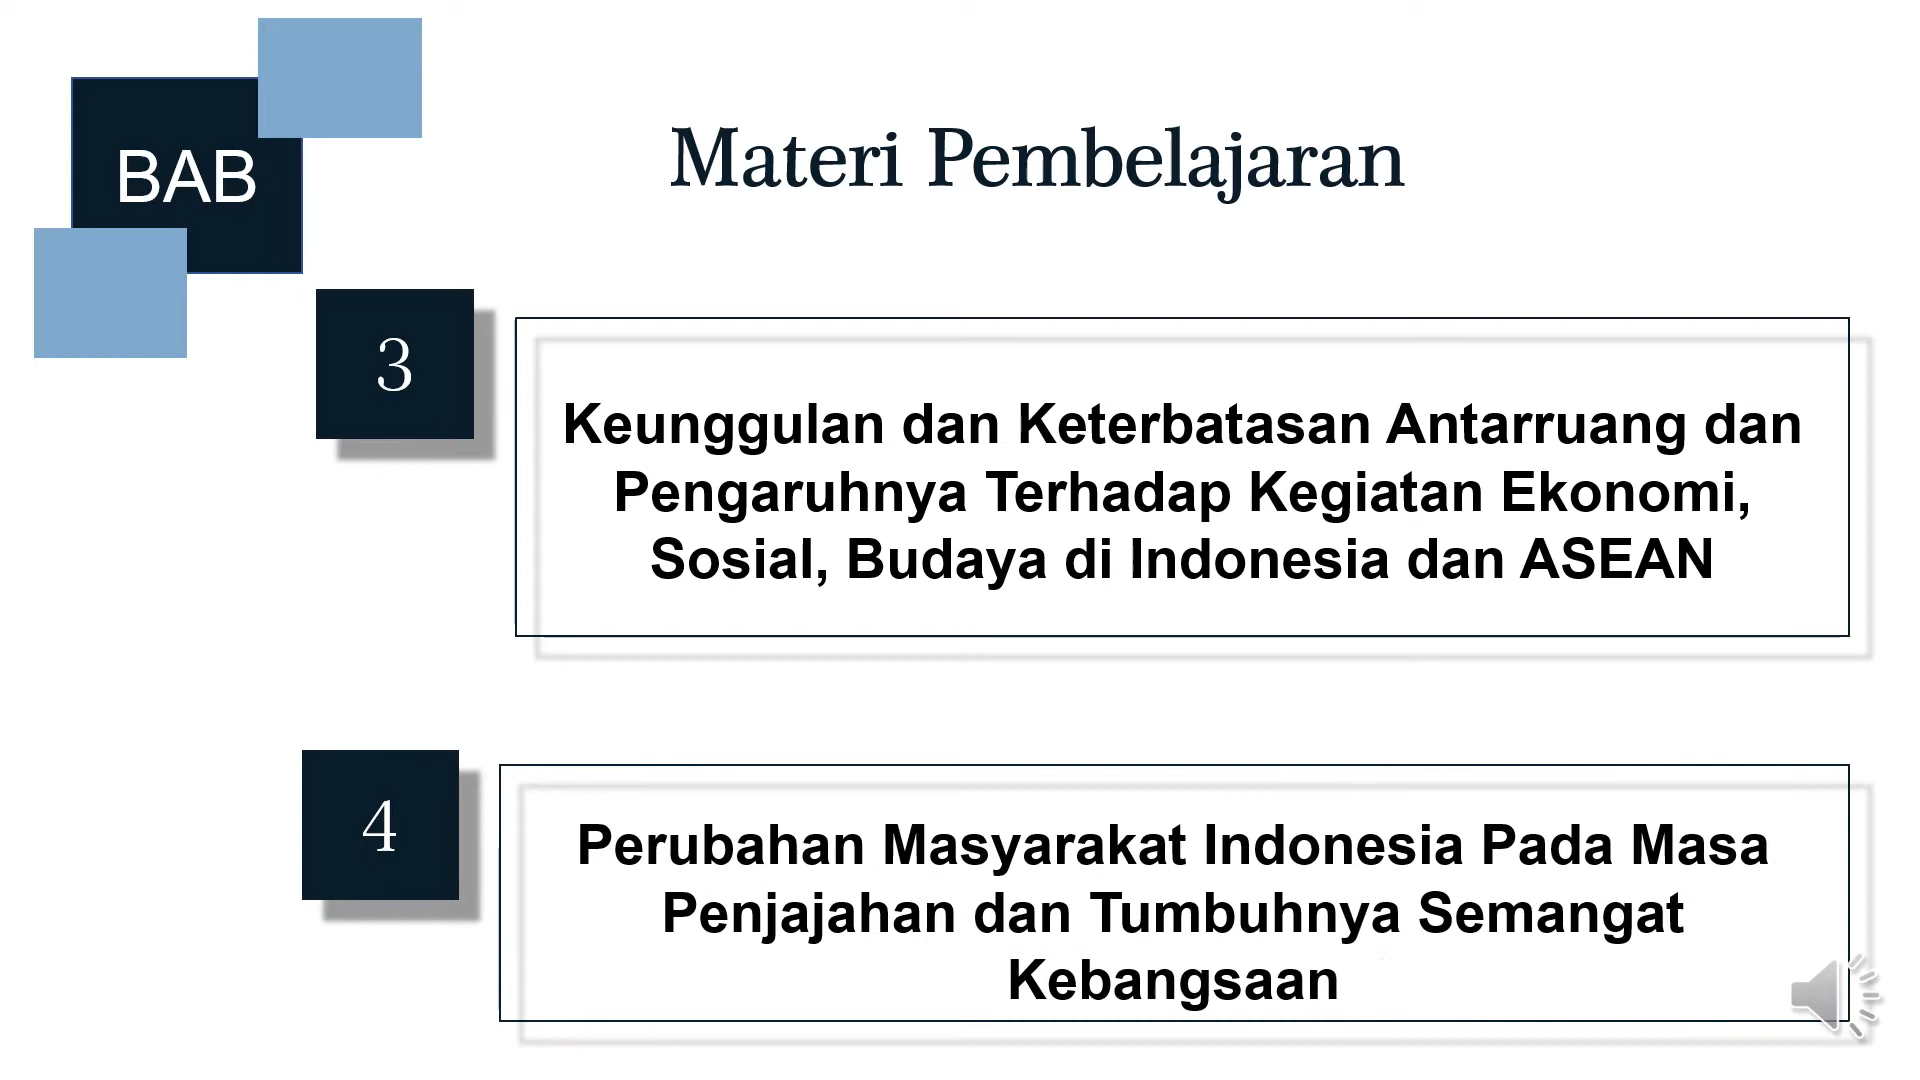 BAB
Materi Pembelajaran
3
Keunggulan dan Keterbatasan Antarruang dan
Pengaruhnya Terhadap Kegiatan Ekonomi,
Sosial, Budaya di Indonesia dan ASEAN
4
Perubahan Masyarakat Indonesia Pada Masa
Penjajahan dan Tumbuhnya Semangat
Kebangsaan